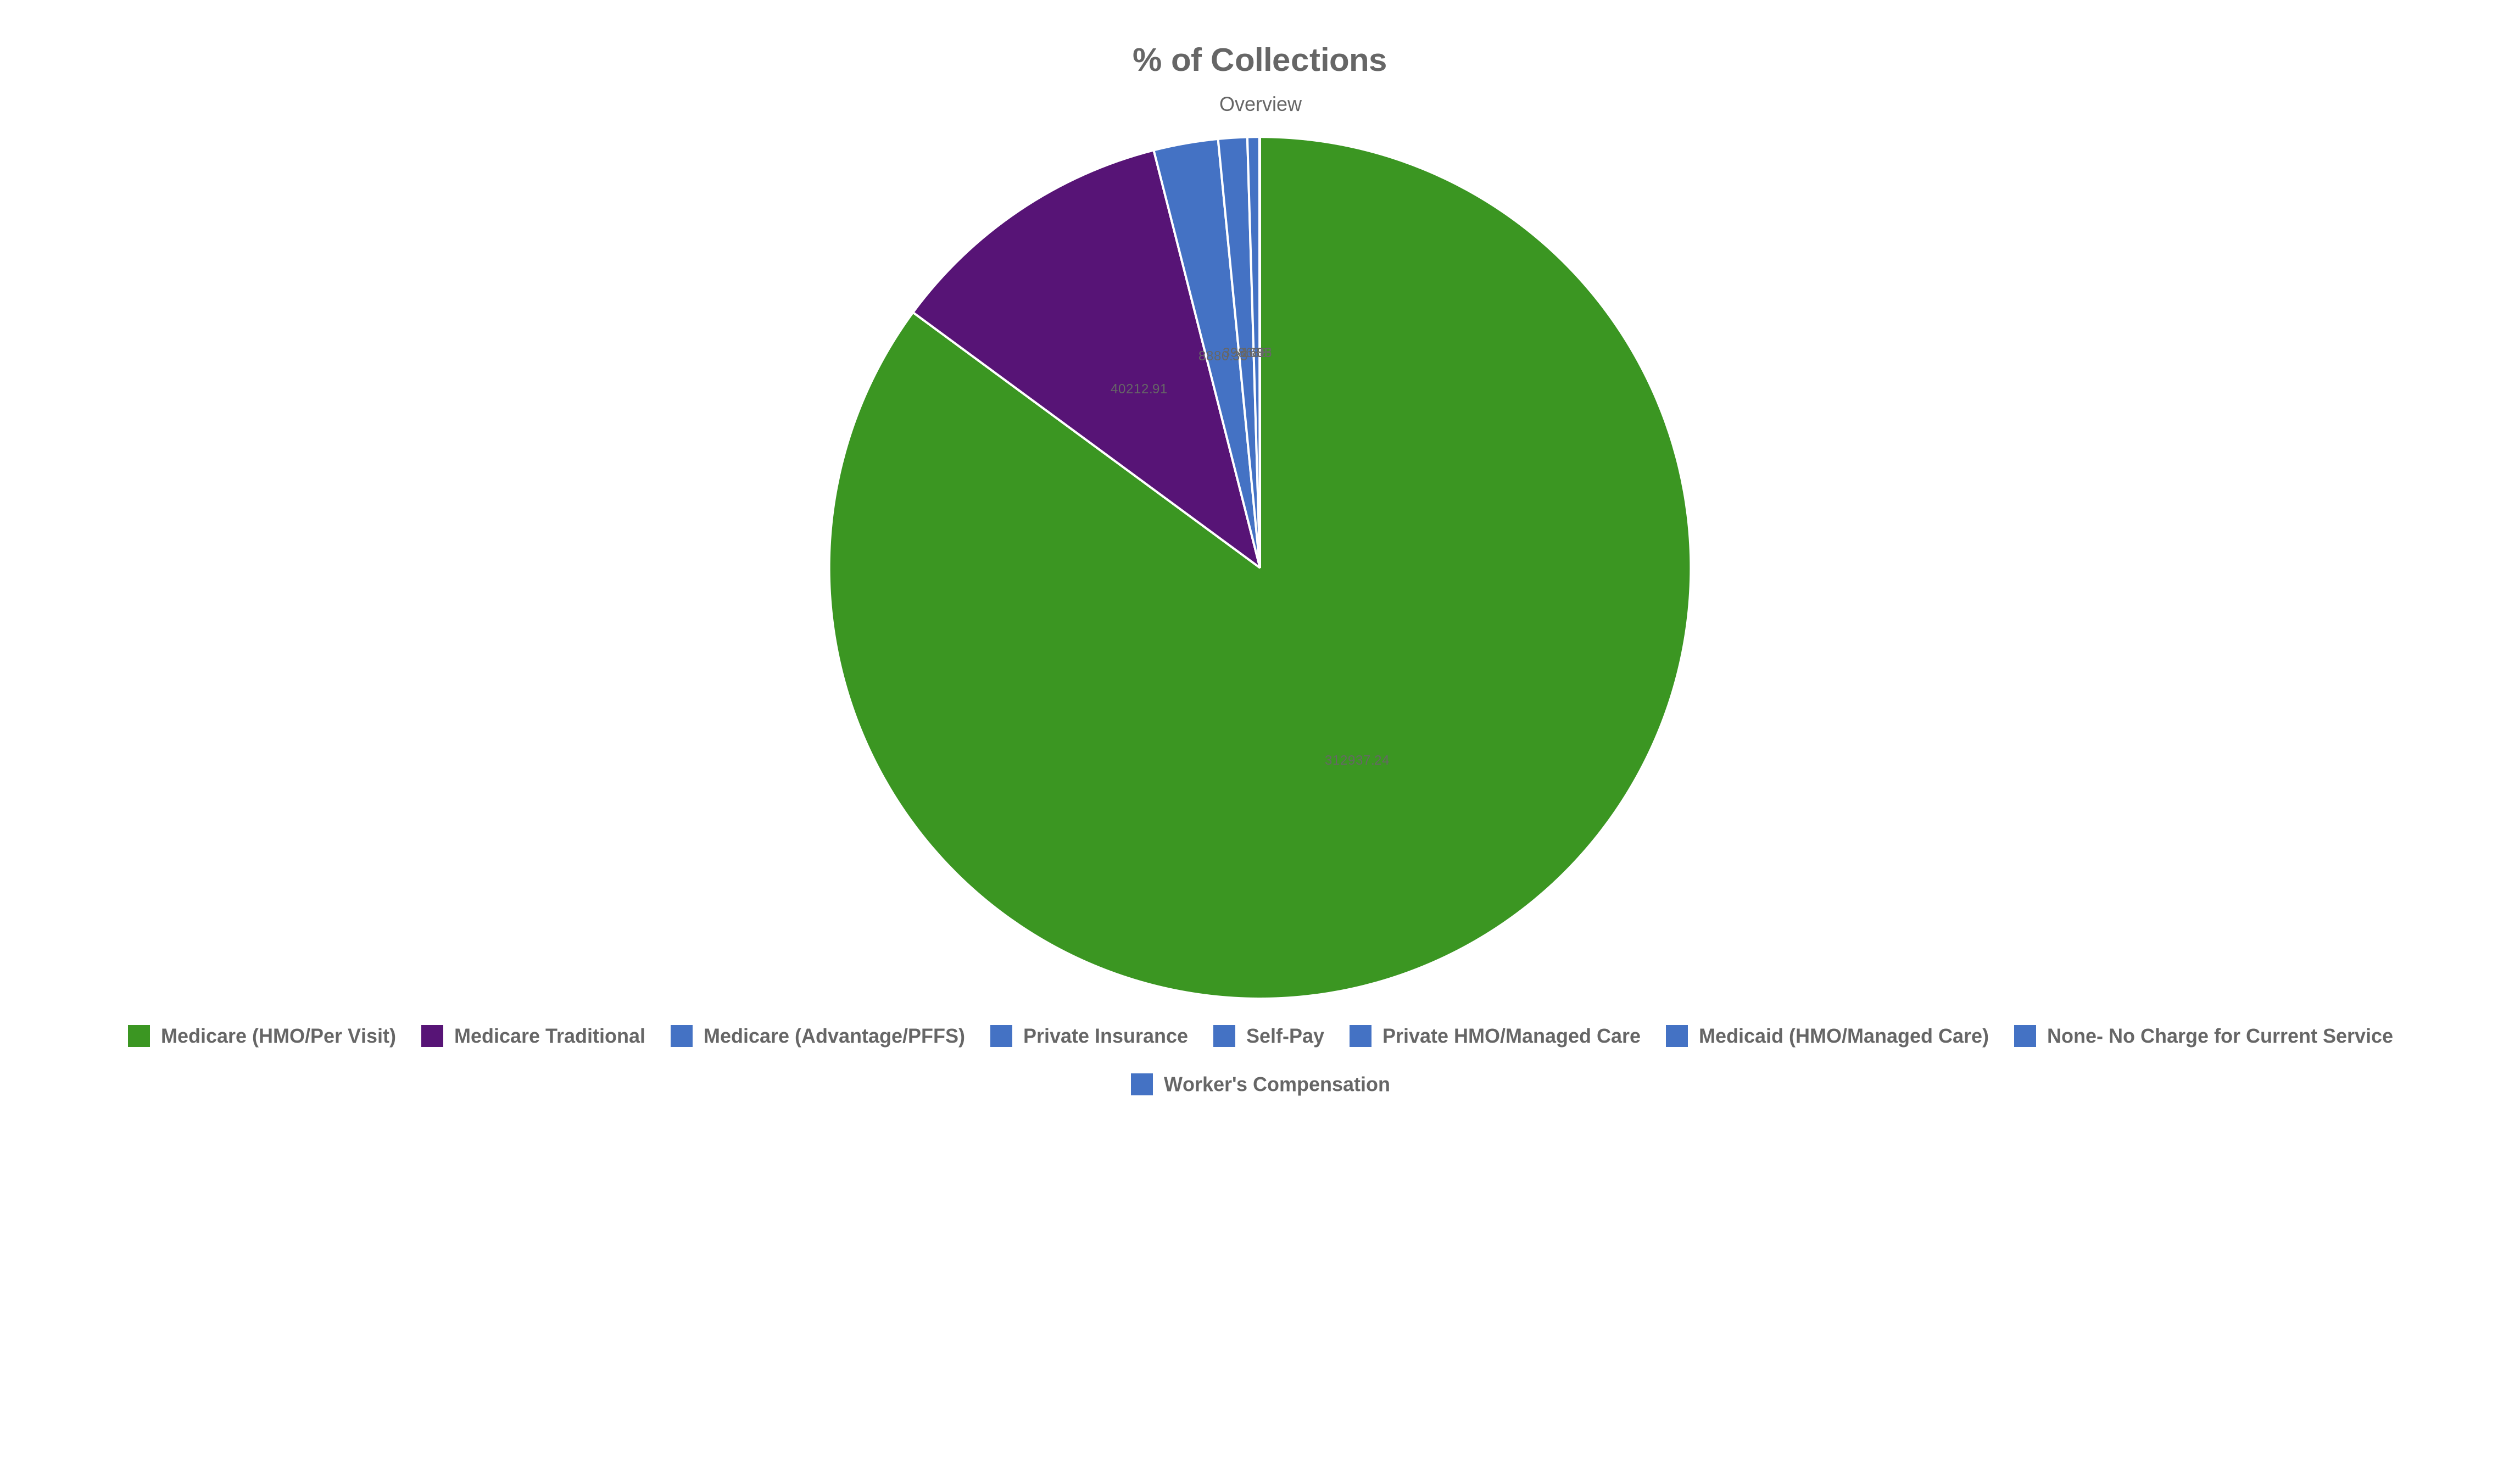 % of Collections
Overview
40212.91
Medicare (HMO/Per Visit) Medicare Traditional Medicare (Advantage/PFFS) Private Insurance Self-Pay Private HMO/Managed Care Medicaid (HMO/Managed Care) None- No Charge for Current Service
Worker's Compensation